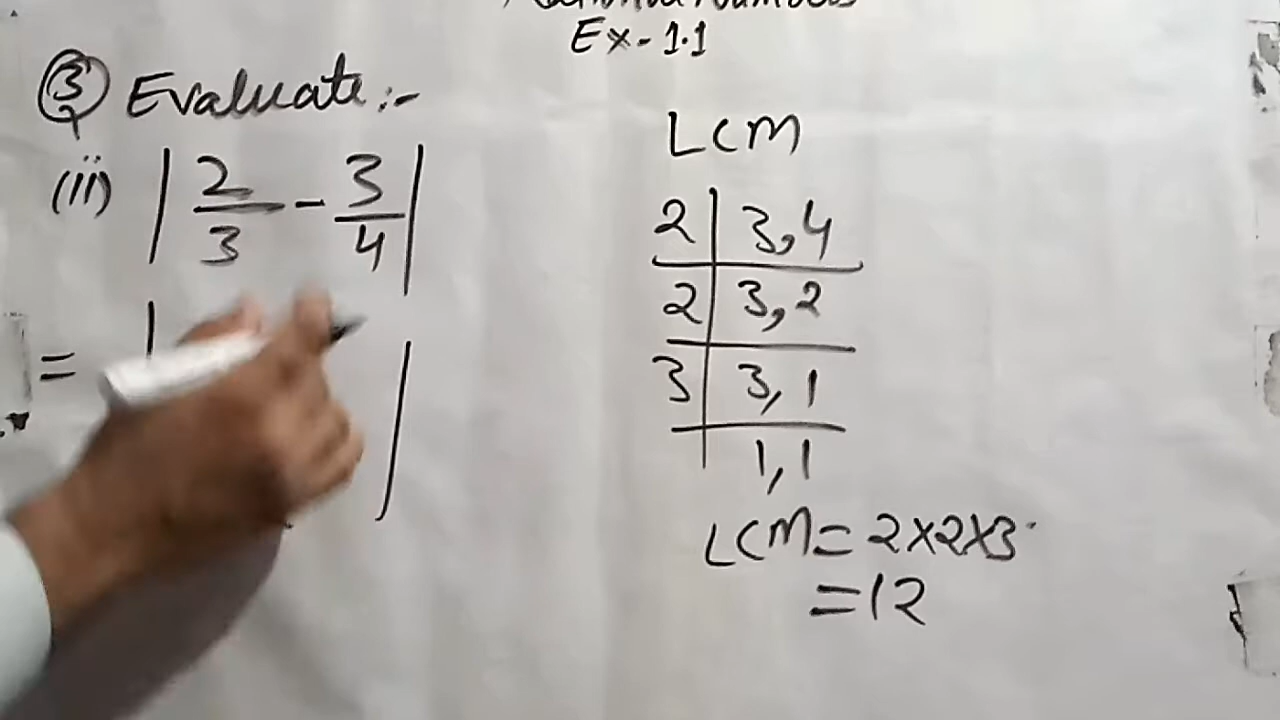 Ex-1.1
Q3 Evaluate:-
(ii) | 2/3 - 3/4 |
= | |
LCM
2 | 3,4
2 | 3,2
3 | 3,1
1,1
LCM=2×2×3
=12